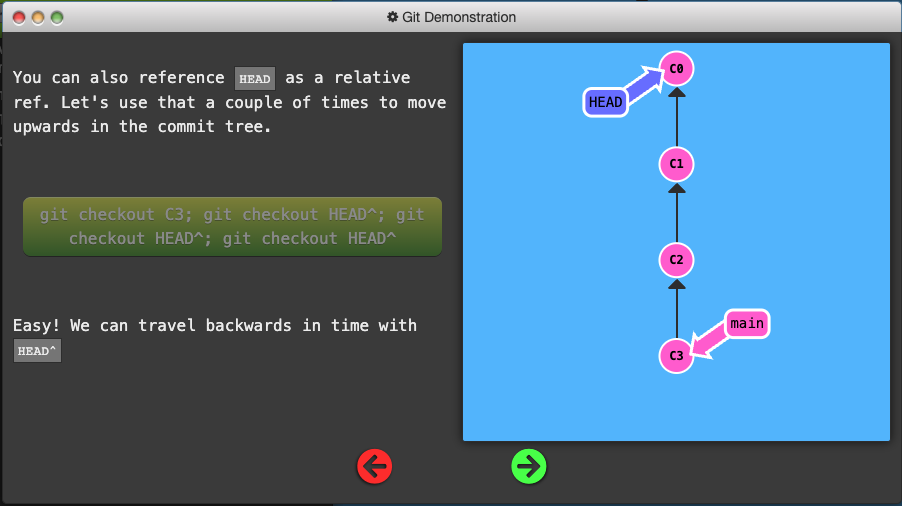 Git Demonstration
You can also reference HEAD as a relative
ref. Let's use that a couple of times to move
upwards in the commit tree.
git checkout C3; git checkout HEAD^; git
checkout HEAD^; git checkout HEAD^
Easy! We can travel backwards in time with
HEAD^
C0
HEAD
C1
C2
main
C3